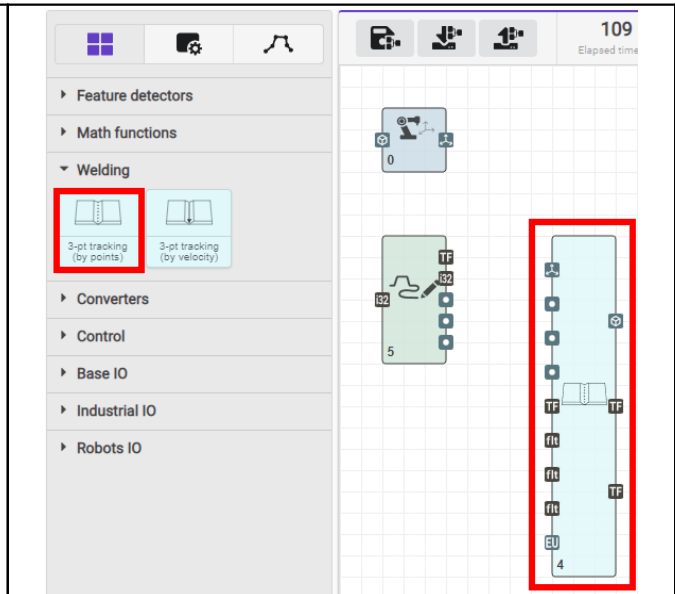 109
Elapsed time
Feature detectors
Math functions
Welding
3-pt tracking
(by points)
3-pt tracking
(by velocity)
Converters
Control
Base IO
Industrial IO
Robots IO
0
TF
i32
i32
5
TF
TF
flt
flt
TF
flt
EU
4